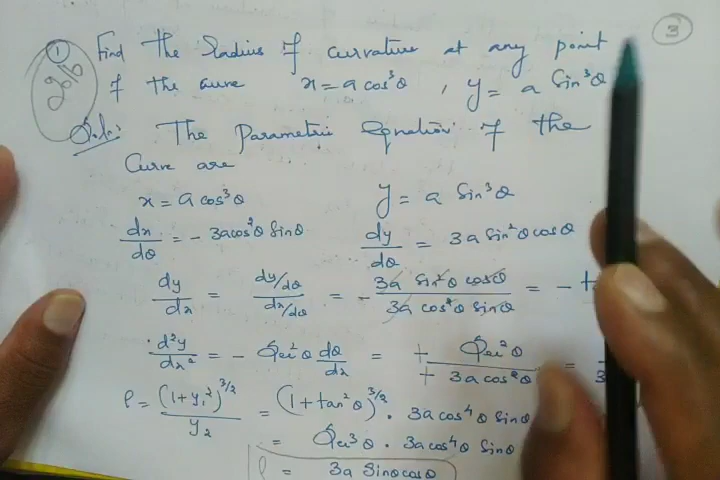 ① Find the Radius of curvature at any point ③
of the curve x = a cos³θ , y = a sin³θ
Soln: The Parametric Equation of the
Curve are
x = a cos³θ y = a sin³θ
dx/dθ = - 3a cos²θ sinθ dy/dθ = 3a sin²θ cosθ
dy/dx = (dy/dθ)/(dx/dθ) = - (3a sin²θ cosθ)/(3a cos²θ sinθ) = -
d²y/dx² = - Sec²θ dθ/dx = + Sec²θ / + 3a cos²θ =
ρ = (1+y₁²)^3/2 / y₂ = (1+tan²θ)^3/2 . 3a cos⁴θ sinθ
= Sec³θ . 3a cos⁴θ sinθ
ρ = 3a sinθ cosθ